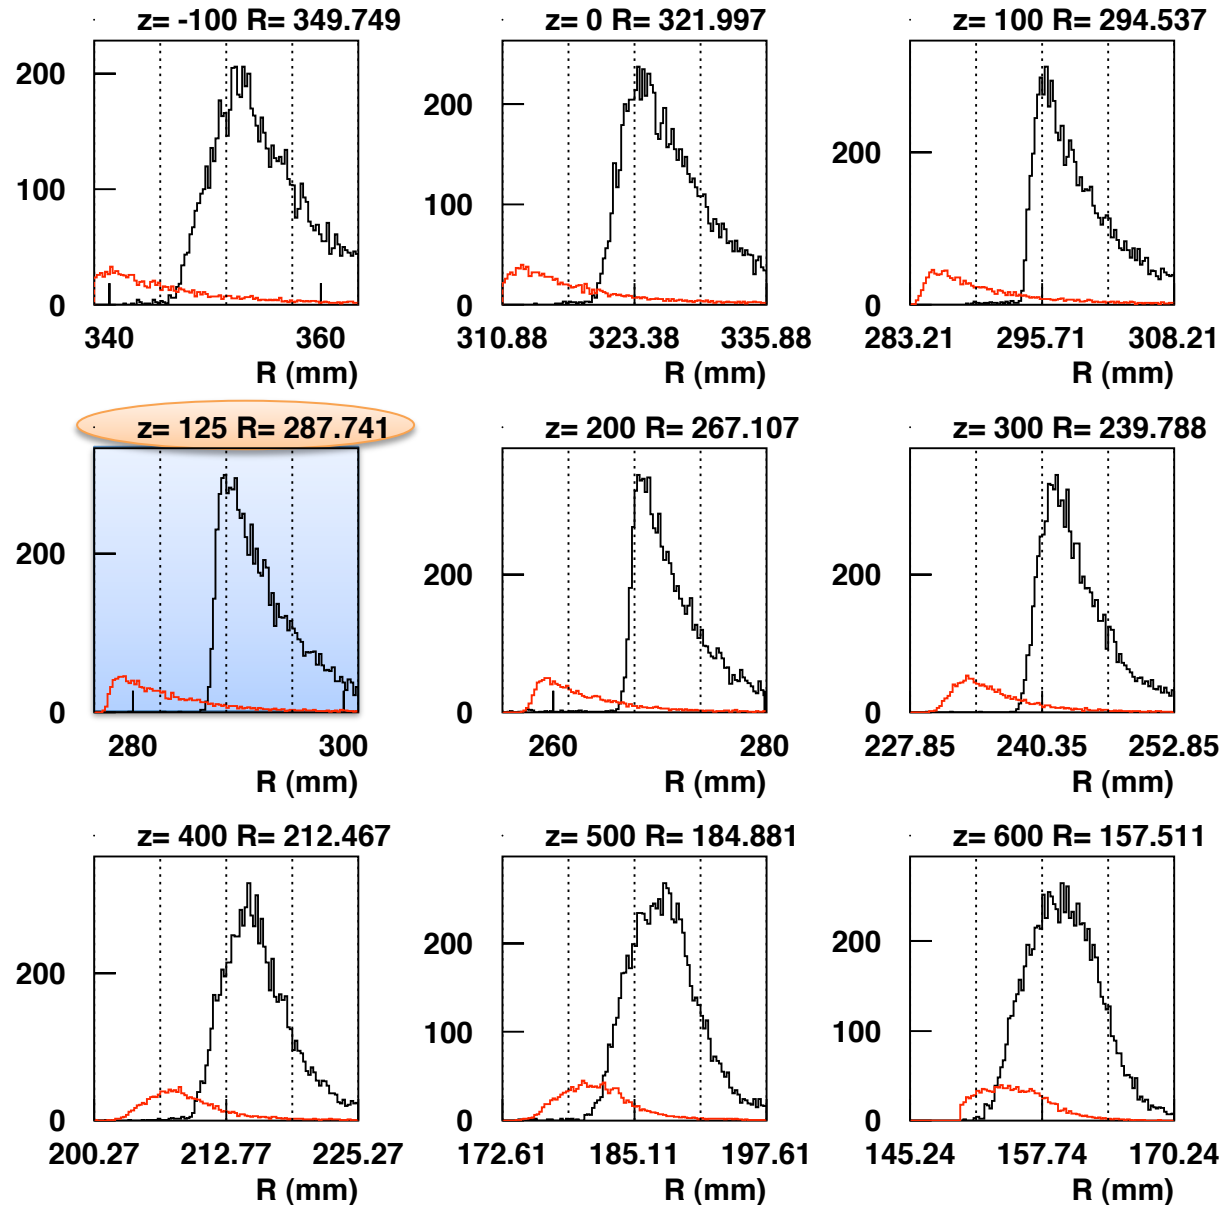 z= -100 R= 349.749
z= 0 R= 321.997
z= 100 R= 294.537
200
100
0
340
360
R (mm)
200
100
0
310.88
323.38
335.88
R (mm)
200
0
283.21
295.71
308.21
R (mm)
z= 125 R= 287.741
z= 200 R= 267.107
z= 300 R= 239.788
200
0
280
300
R (mm)
200
0
260
280
R (mm)
200
0
227.85
240.35
252.85
R (mm)
z= 400 R= 212.467
z= 500 R= 184.881
z= 600 R= 157.511
200
0
200.27
212.77
225.27
R (mm)
200
100
0
172.61
185.11
197.61
R (mm)
200
100
0
145.24
157.74
170.24
R (mm)